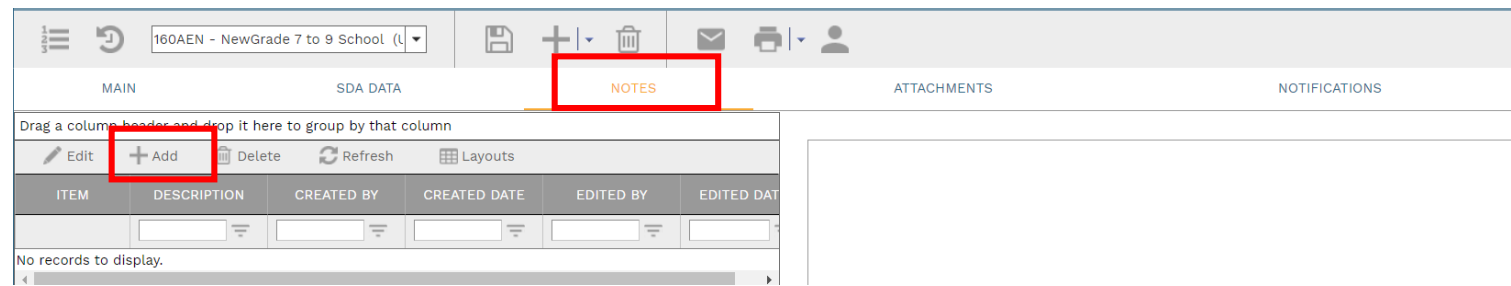 160AEN - NewGrade 7 to 9 School (U
MAIN SDA DATA NOTES ATTACHMENTS NOTIFICATIONS
Drag a column header and drop it here to group by that column
Edit Add Delete Refresh Layouts
ITEM DESCRIPTION CREATED BY CREATED DATE EDITED BY EDITED DAT
No records to display.